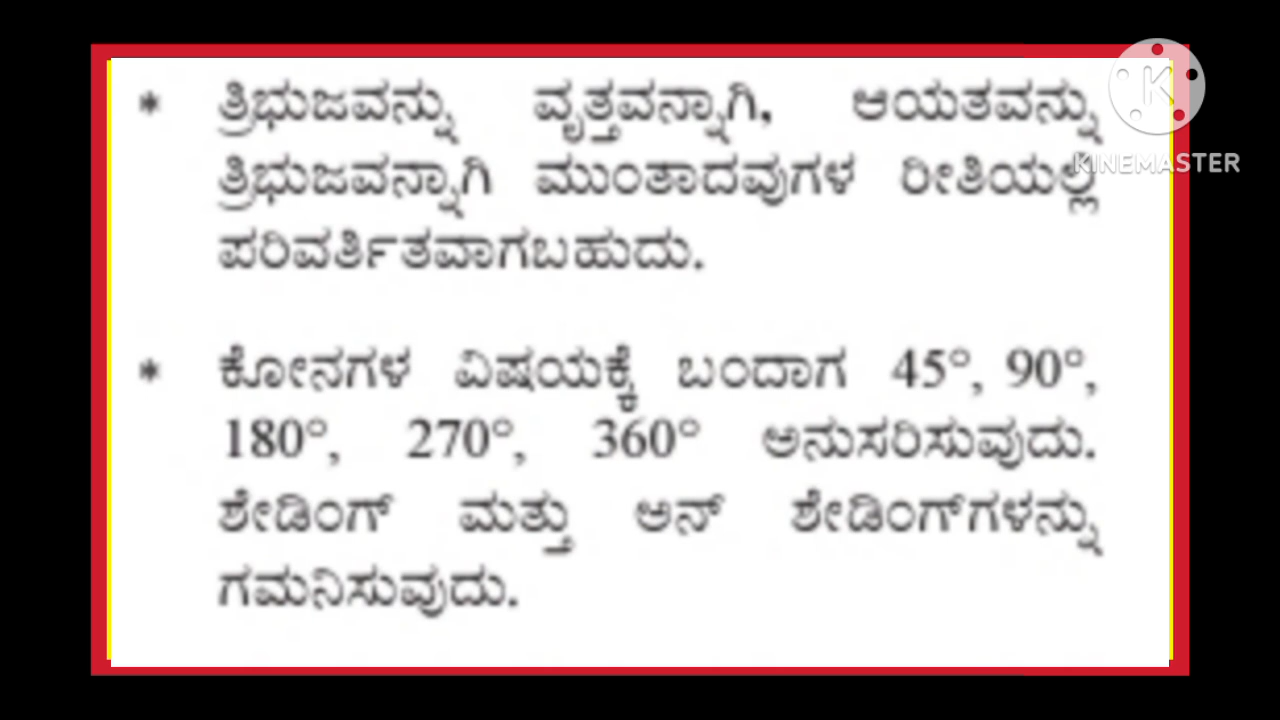 * ತ್ರಿಭುಜವನ್ನು ವೃತ್ತವನ್ನಾಗಿ, ಆಯತವನ್ನು
ತ್ರಿಭುಜವನ್ನಾಗಿ ಮುಂತಾದವುಗಳ ರೀತಿಯಲ್ಲಿ
ಪರಿವರ್ತಿತವಾಗಬಹುದು.
* ಕೋನಗಳ ವಿಷಯಕ್ಕೆ ಬಂದಾಗ 45°, 90°,
180°, 270°, 360° ಅನುಸರಿಸುವುದು.
ಶೇಡಿಂಗ್ ಮತ್ತು ಅನ್ ಶೇಡಿಂಗ್‌ಗಳನ್ನು
ಗಮನಿಸುವುದು.
K
KINEMASTER